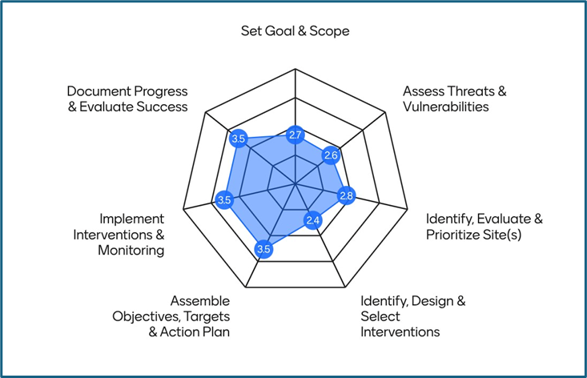 Set Goal & Scope
Document Progress
& Evaluate Success
Assess Threats &
Vulnerabilities
2.7
3.5
2.6
2.8
3.5
2.4
3.5
Implement
Interventions &
Monitoring
Identify, Evaluate &
Prioritize Site(s)
Assemble
Objectives, Targets
& Action Plan
Identify, Design &
Select
Interventions